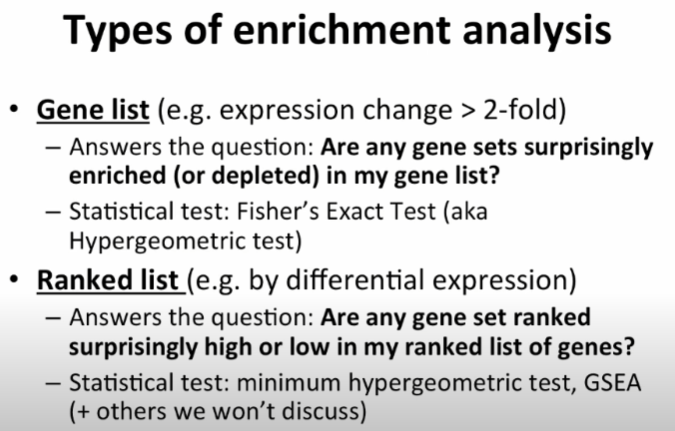 Types of enrichment analysis
• Gene list (e.g. expression change > 2-fold)
– Answers the question: Are any gene sets surprisingly
enriched (or depleted) in my gene list?
– Statistical test: Fisher’s Exact Test (aka
Hypergeometric test)
• Ranked list (e.g. by differential expression)
– Answers the question: Are any gene set ranked
surprisingly high or low in my ranked list of genes?
– Statistical test: minimum hypergeometric test, GSEA
(+ others we won’t discuss)